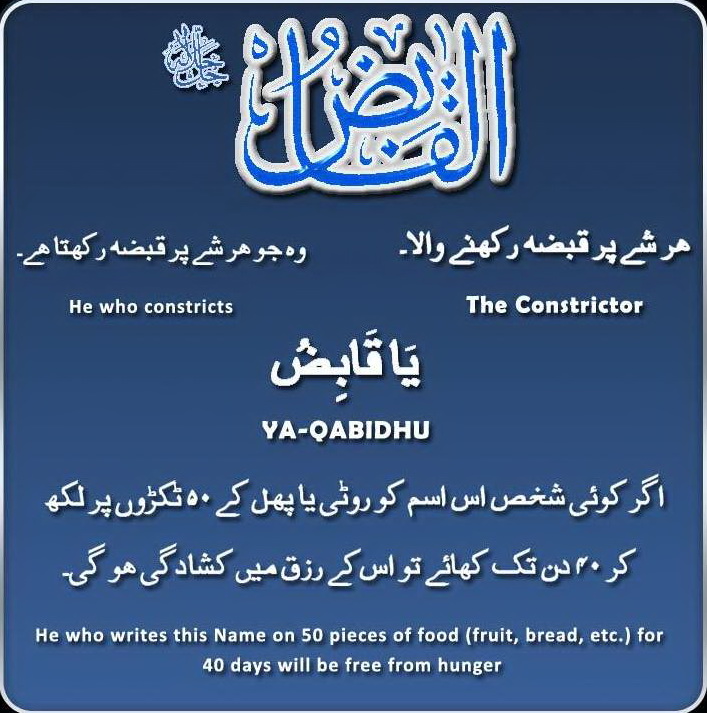 القابض جل جلاله
ھر شے پر قبضہ رکھنے والا۔
وہ جو ھر شے پر قبضہ رکھتا ھے۔
The Constrictor
He who constricts
يَا قَابِضُ
YA-QABIDHU
اگر کوئی شخص اس اسم کو روٹی یا پھل کے ۵۰ ٹکڑوں پر لکھ
کر ۴۰ دن تک کھائے تو اس کے رزق میں کشادگی ھو گی۔
He who writes this Name on 50 pieces of food (fruit, bread, etc.) for
40 days will be free from hunger